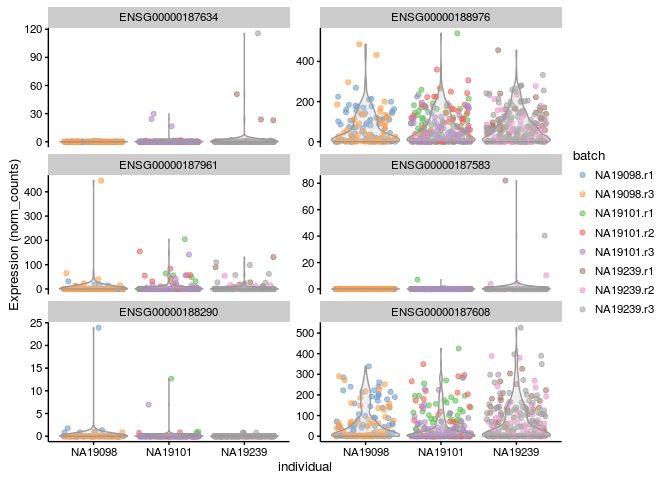 ENSG00000187634
ENSG00000188976
120
90
60
30
0
400
200
0
ENSG00000187961
ENSG00000187583
400
300
200
100
0
80
60
40
20
0
ENSG00000188290
ENSG00000187608
25
20
15
10
5
0
500
400
300
200
100
0
NA19098
NA19101
NA19239
NA19098
NA19101
NA19239
individual
Expression (norm_counts)
batch
NA19098.r1
NA19098.r3
NA19101.r1
NA19101.r2
NA19101.r3
NA19239.r1
NA19239.r2
NA19239.r3